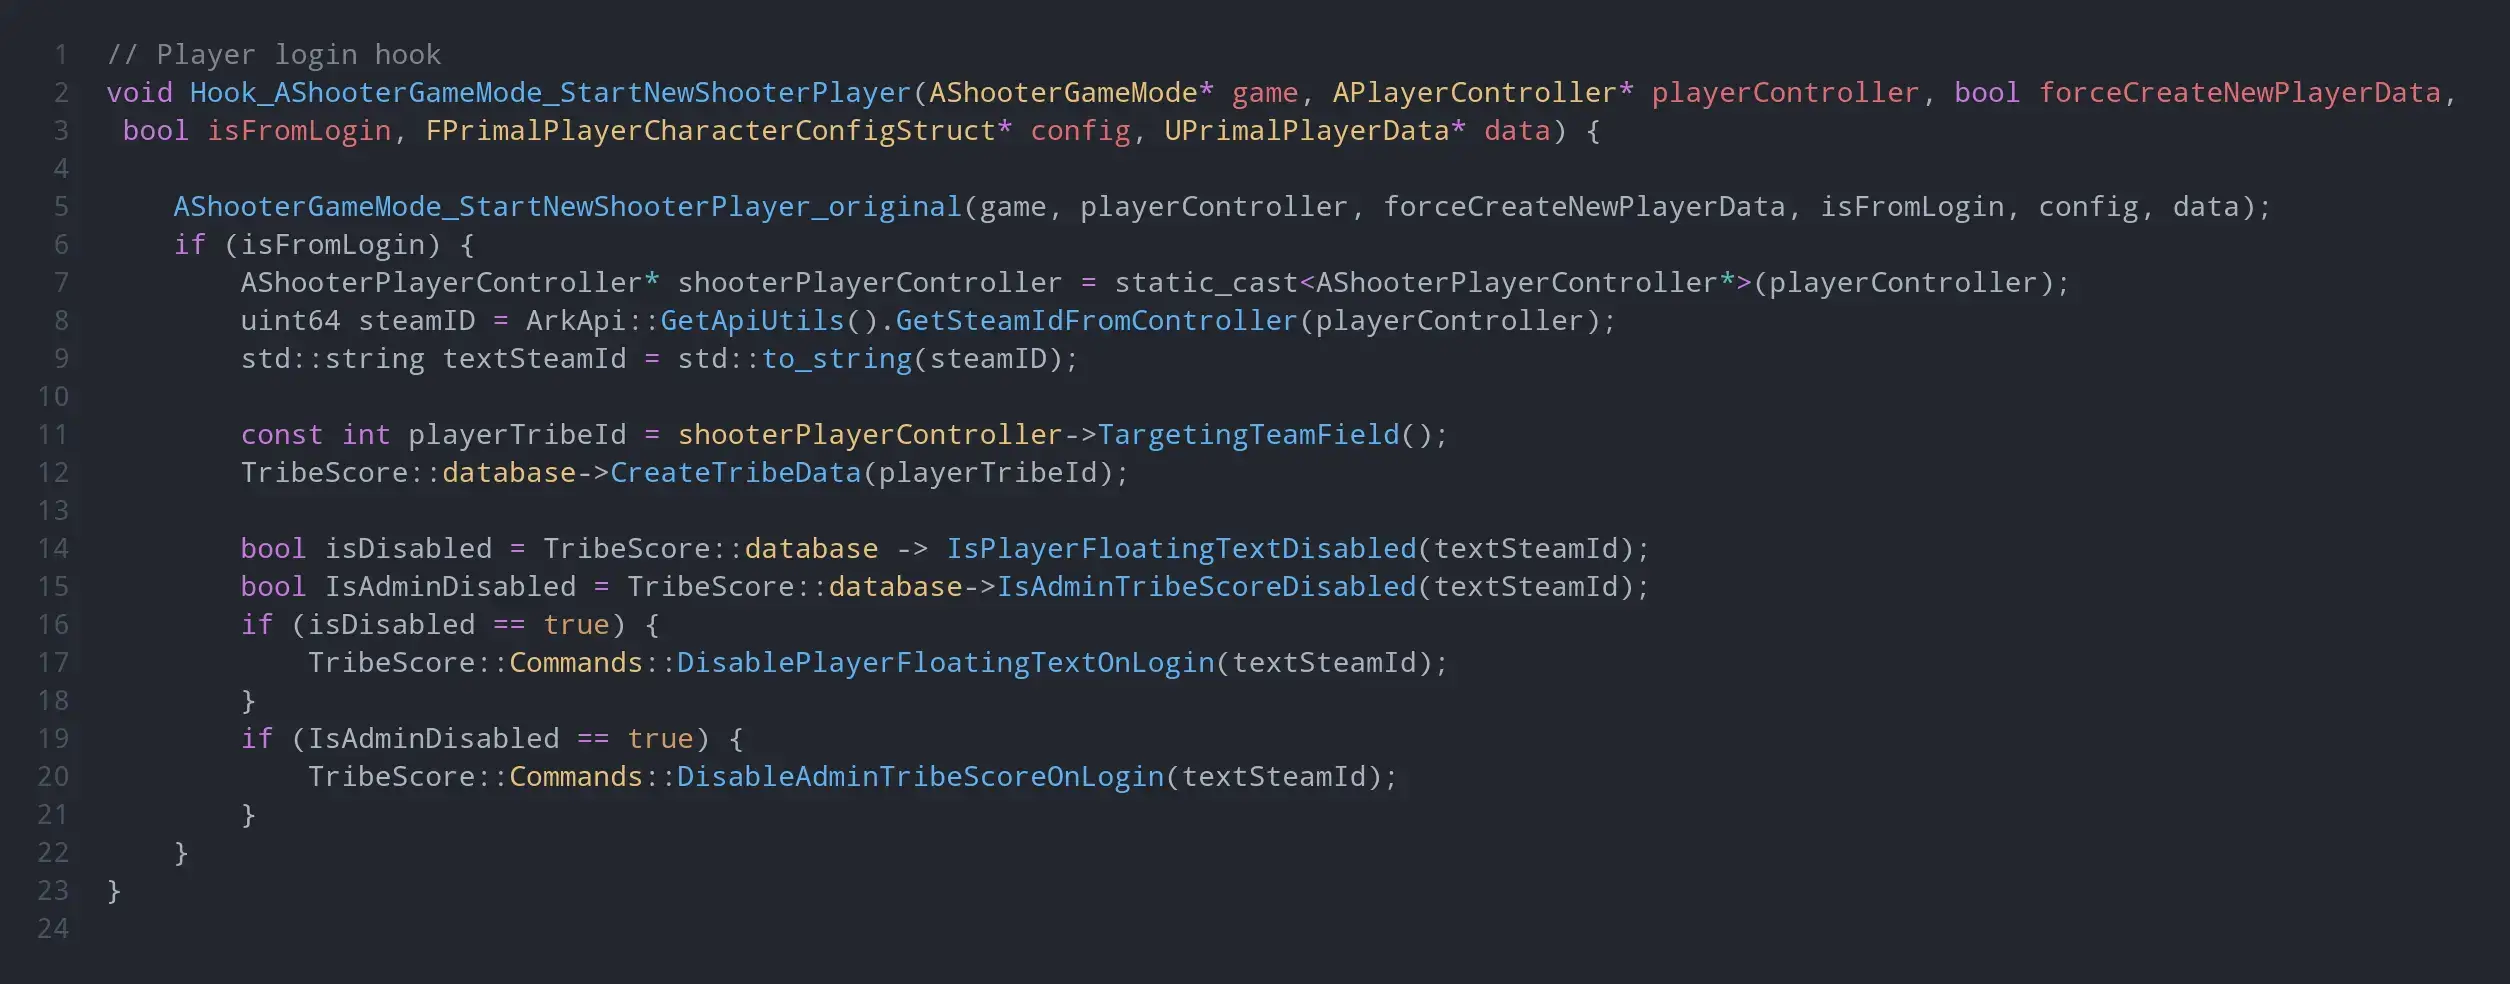 1 // Player login hook
2 void Hook_AShooterGameMode_StartNewShooterPlayer(AShooterGameMode* game, APlayerController* playerController, bool forceCreateNewPlayerData,
3  bool isFromLogin, FPrimalPlayerCharacterConfigStruct* config, UPrimalPlayerData* data) {
4
5     AShooterGameMode_StartNewShooterPlayer_original(game, playerController, forceCreateNewPlayerData, isFromLogin, config, data);
6     if (isFromLogin) {
7         AShooterPlayerController* shooterPlayerController = static_cast<AShooterPlayerController*>(playerController);
8         uint64 steamID = ArkApi::GetApiUtils().GetSteamIdFromController(playerController);
9         std::string textSteamId = std::to_string(steamID);
10
11         const int playerTribeId = shooterPlayerController->TargetingTeamField();
12         TribeScore::database->CreateTribeData(playerTribeId);
13
14         bool isDisabled = TribeScore::database -> IsPlayerFloatingTextDisabled(textSteamId);
15         bool IsAdminDisabled = TribeScore::database->IsAdminTribeScoreDisabled(textSteamId);
16         if (isDisabled == true) {
17             TribeScore::Commands::DisablePlayerFloatingTextOnLogin(textSteamId);
18         }
19         if (IsAdminDisabled == true) {
20             TribeScore::Commands::DisableAdminTribeScoreOnLogin(textSteamId);
21         }
22     }
23 }
24